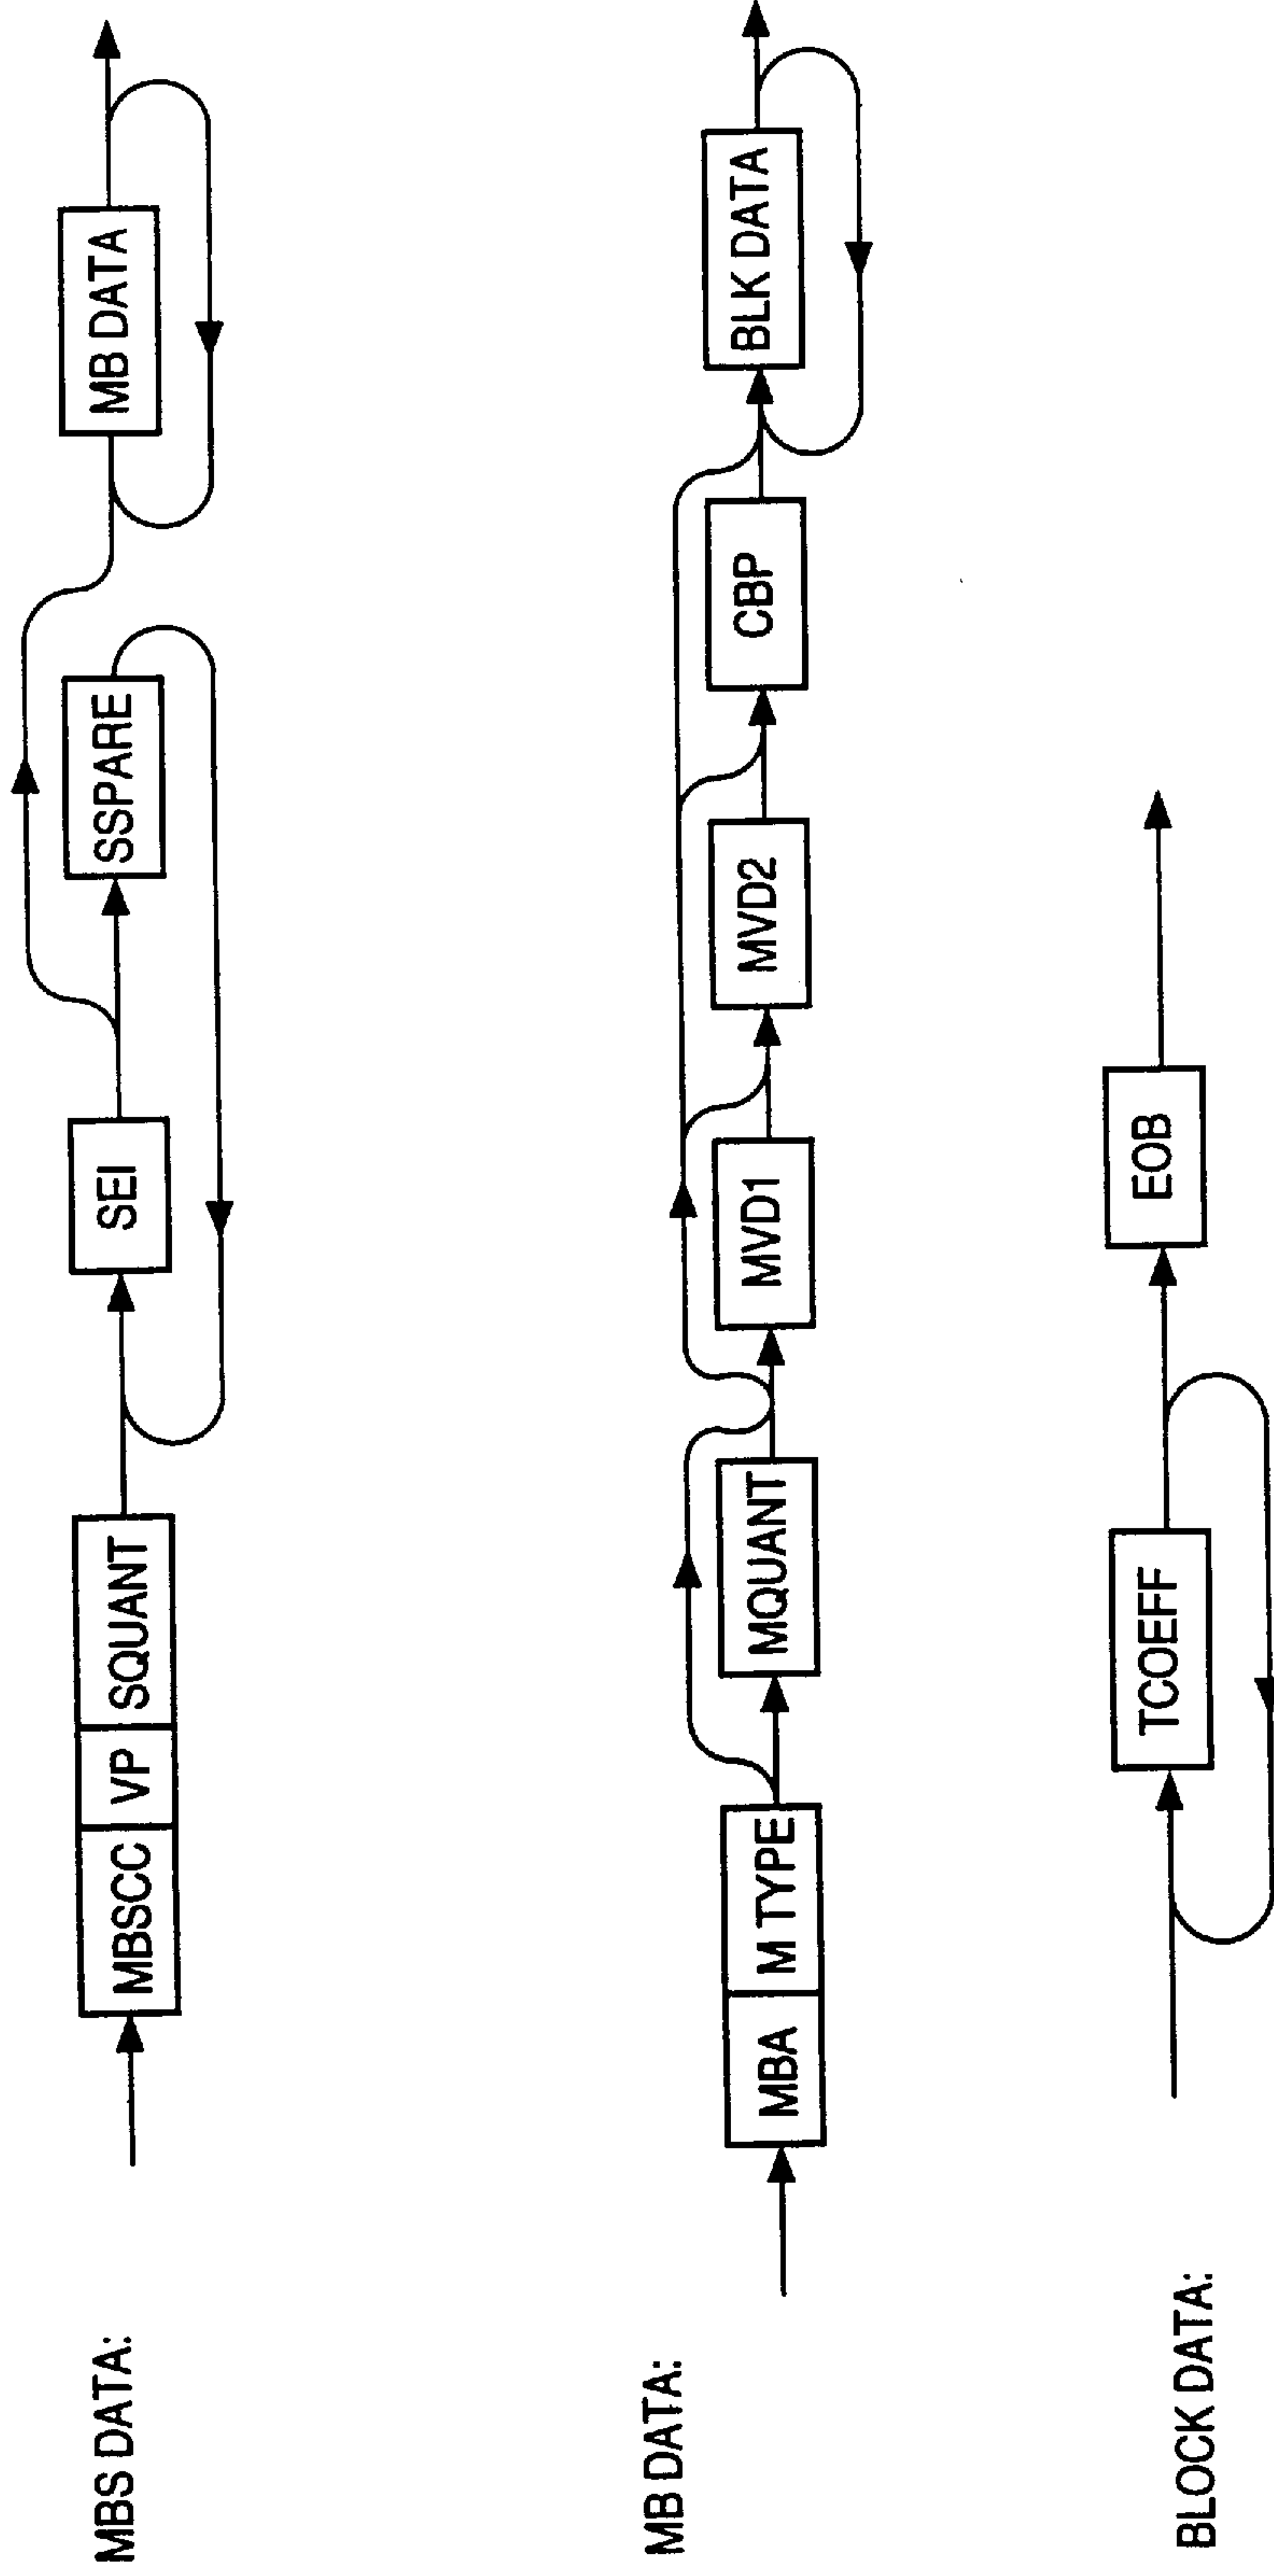 MBS DATA:
MBSCC VP SQUANT SEI SSPARE MB DATA
MB DATA:
MBA M TYPE MQUANT MVD1 MVD2 CBP BLK DATA
BLOCK DATA:
TCOEFF EOB